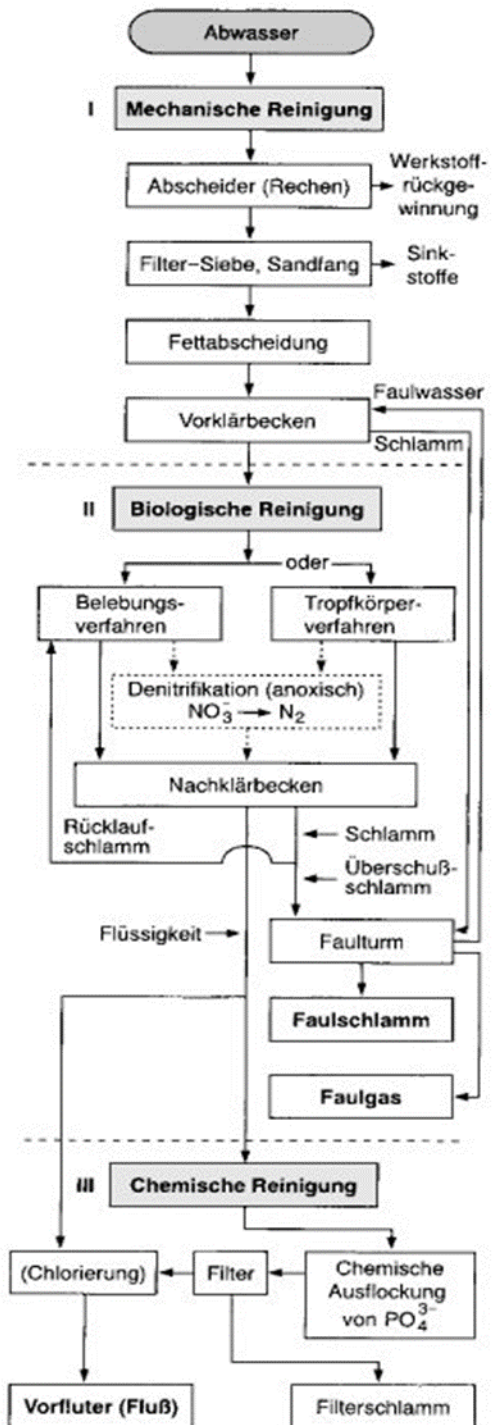 Abwasser
I
Mechanische Reinigung
Abscheider (Rechen)
Werkstoff-
rückge-
winnung
Filter–Siebe, Sandfang
Sink-
stoffe
Fettabscheidung
Faulwasser
Vorklärbecken
Schlamm
II
Biologische Reinigung
oder
Belebungs-
verfahren
Tropfkörper-
verfahren
Denitrifikation (anoxisch)
NO₃⁻ → N₂
Nachklärbecken
Rücklauf-
schlamm
Schlamm
Überschuß-
schlamm
Flüssigkeit
Faulturm
Faulschlamm
Faulgas
III
Chemische Reinigung
(Chlorierung)
Filter
Chemische
Ausflockung
von PO₄³⁻
Vorfluter (Fluß)
Filterschlamm